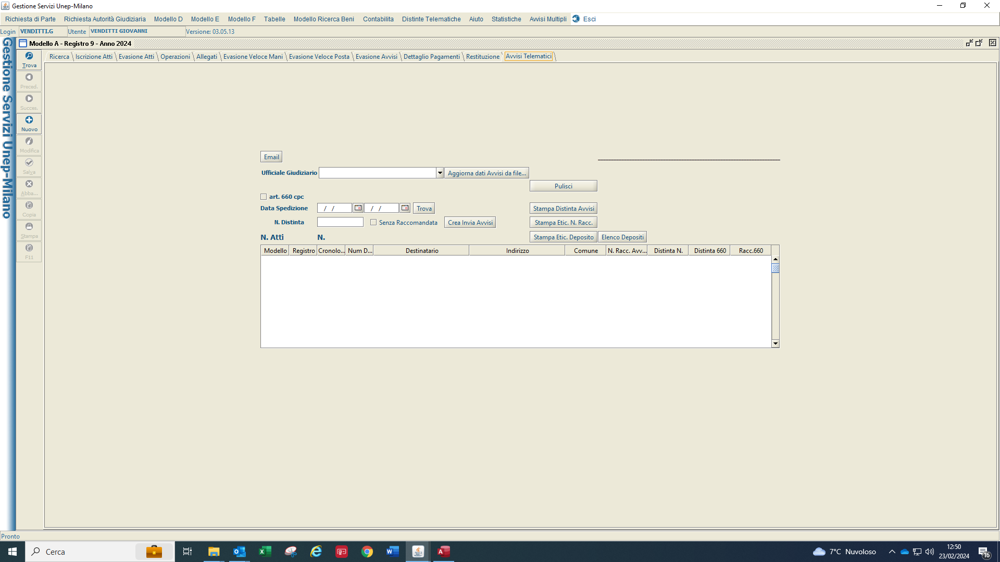 Gestione Servizi Unep-Milano
Richiesta di Parte Richiesta Autorità Giudiziaria Modello D Modello E Modello F Tabelle Modello Ricerca Beni Contabilita Distinte Telematiche Aiuto Statistiche Avvisi Multipli Esci
Login VENDITTI.G Utente VENDITTI GIOVANNI Versione: 03.05.13
Gestione Servizi Unep-Milano
Modello A - Registro 9 - Anno 2024
Ricerca Iscrizione Atti Evasione Atti Operazioni Allegati Evasione Veloce Mani Evasione Veloce Posta Evasione Avvisi Dettaglio Pagamenti Restituzione Avvisi Telematici
Trova
Preced.
Succes.
Nuovo
Modifica
Salva
Abba...
Copia
Stampa
F11
Email
Ufficiale Giudiziario Aggiorna dati Avvisi da file...
Pulisci
art. 660 cpc
Data Spedizione / / / / Trova Stampa Distinta Avvisi
N. Distinta Senza Raccomandata Crea Invia Avvisi Stampa Etic. N. Racc.
N. Atti N. Stampa Etic. Deposito Elenco Depositi
Modello Registro Cronolo... Num D... Destinatario Indirizzo Comune N. Racc. Avv... Distinta N. Distinta 660 Racc.660
Pronto
Cerca 7°C Nuvoloso 12:50
23/02/2024 16